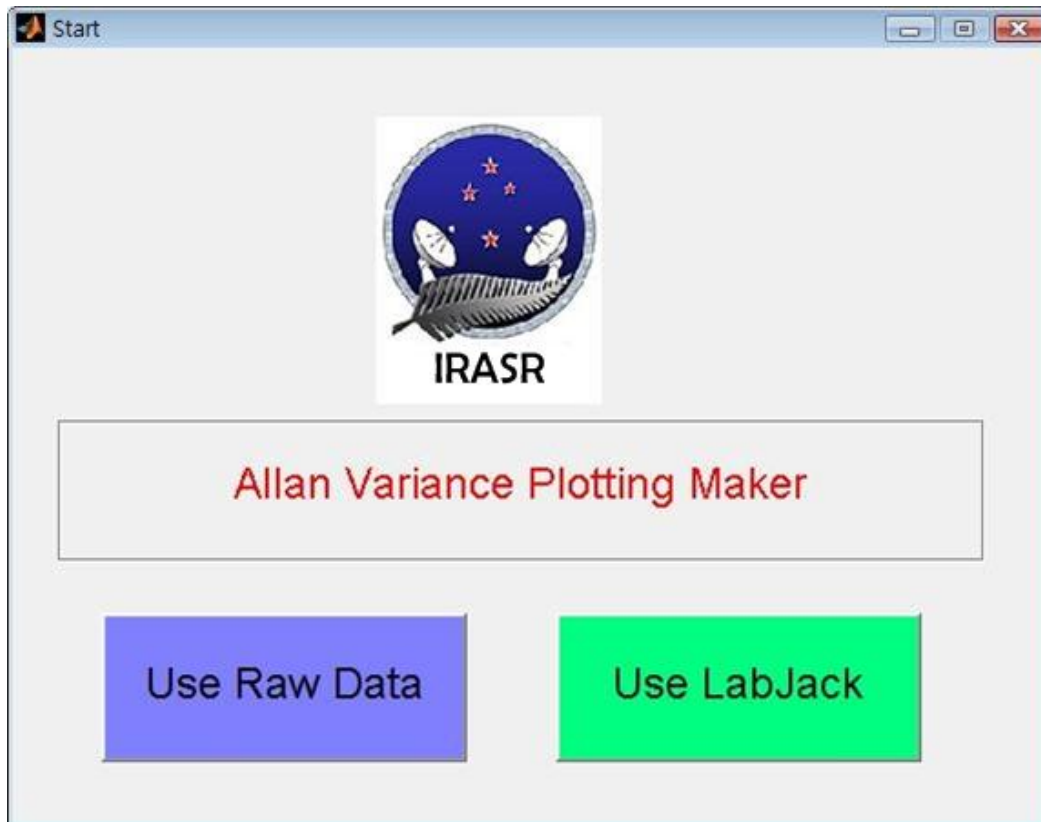 Start
IRASR
Allan Variance Plotting Maker
Use Raw Data
Use LabJack